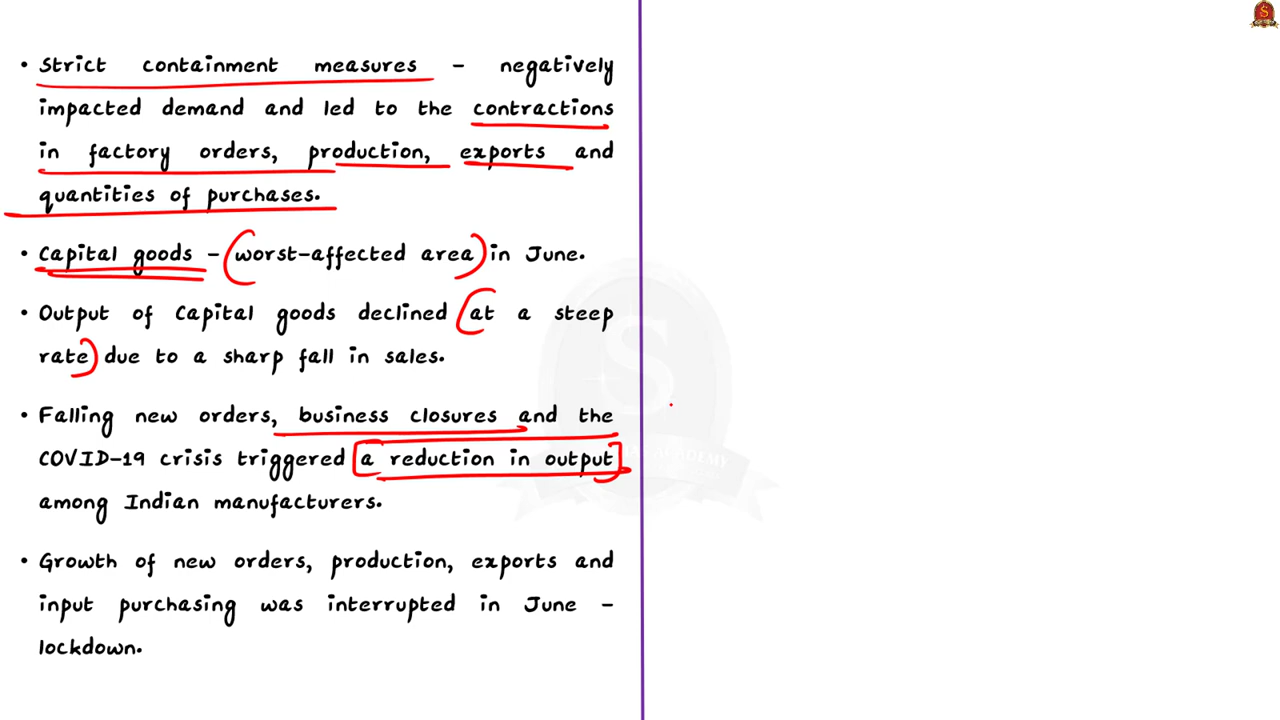 • Strict containment measures – negatively
impacted demand and led to the contractions
in factory orders, production, exports and
quantities of purchases.
• Capital goods – worst-affected area in June.
• Output of Capital goods declined at a steep
rate due to a sharp fall in sales.
• Falling new orders, business closures and the
COVID-19 crisis triggered a reduction in output
among Indian manufacturers.
• Growth of new orders, production, exports and
input purchasing was interrupted in June –
lockdown.